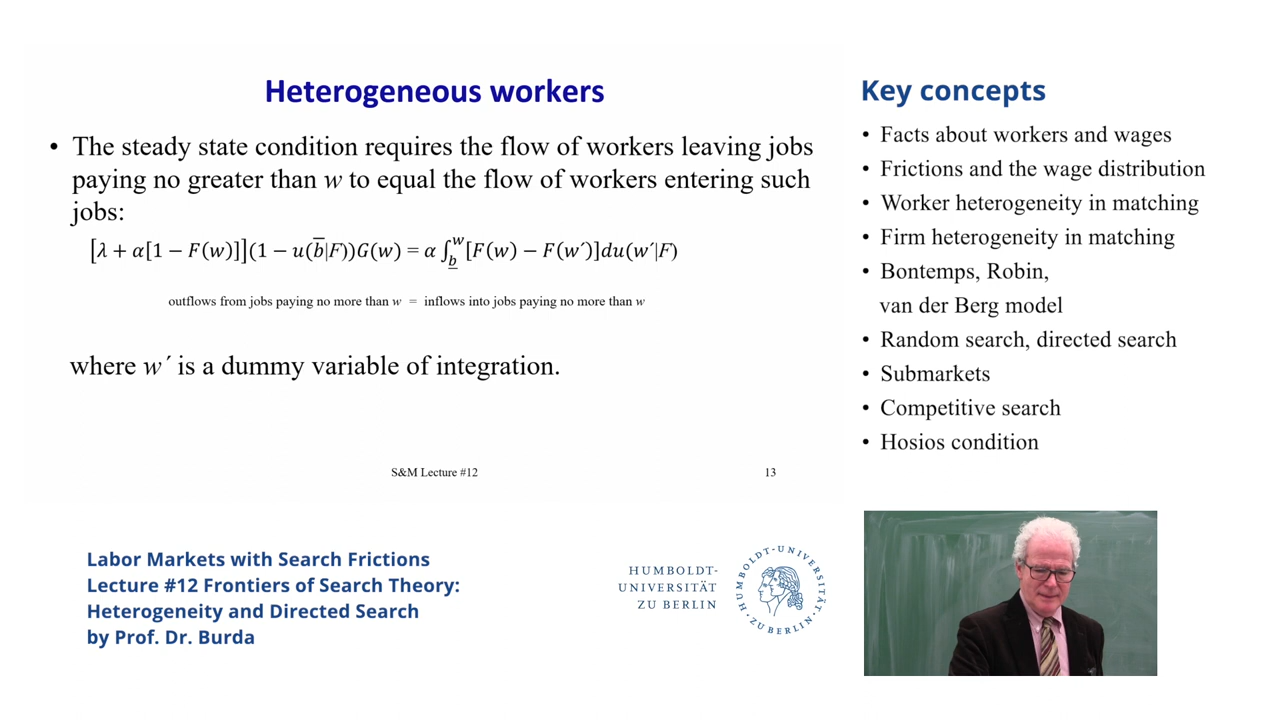 Heterogeneous workers
• The steady state condition requires the flow of workers leaving jobs
paying no greater than w to equal the flow of workers entering such
jobs:
[λ + α[1 − F(w)]](1 − u(b̅|F))G(w) = α ∫_b̲^w [F(w) − F(w´)]du(w´|F)
outflows from jobs paying no more than w = inflows into jobs paying no more than w
where w´ is a dummy variable of integration.
S&M Lecture #12
13
Key concepts
• Facts about workers and wages
• Frictions and the wage distribution
• Worker heterogeneity in matching
• Firm heterogeneity in matching
• Bontemps, Robin,
van der Berg model
• Random search, directed search
• Submarkets
• Competitive search
• Hosios condition
Labor Markets with Search Frictions
Lecture #12 Frontiers of Search Theory:
Heterogeneity and Directed Search
by Prof. Dr. Burda
HUMBOLDT-
UNIVERSITÄT
ZU BERLIN
HUMBOLDT-UNIVERSITÄT
·ZU BERLIN·